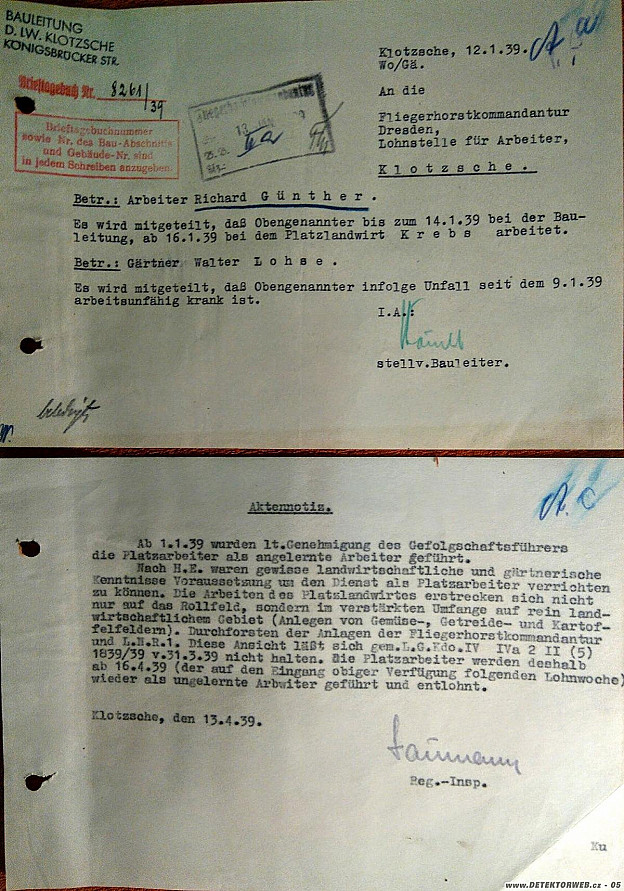 BAULEITUNG
D. LW. KLOTZSCHE
KÖNIGSBRÜCKER STR.
Brieftagebuch Nr. 8261/39
Brieftagebuchnummer
sowie Nr. des Bau-Abschnitts
und Gebäude-Nr. sind
in jedem Schreiben anzugeben.
13. JAN.
Klotzsche, 12.1.39.
Wo/Gä.
An die
Fliegerhorstkommandantur
Dresden,
Lohnstelle für Arbeiter,
K l o t z s c h e .
Betr.: Arbeiter Richard G ü n t h e r .
Es wird mitgeteilt, daß Obengenannter bis zum 14.1.39 bei der Bau-
leitung, ab 16.1.39 bei dem Platzlandwirt K r e b s arbeitet.
Betr.: Gärtner Walter L o h s e .
Es wird mitgeteilt, daß Obengenannter infolge Unfall seit dem 9.1.39
arbeitsunfähig krank ist.
I.A.:
stellv.Bauleiter.
Aktennotiz.
Ab 1.1.39 wurden lt.Genehmigung des Gefolgschaftsführers
die Platzarbeiter als angelernte Arbeiter geführt.
Nach H.E. waren gewisse landwirtschaftliche und gärtnerische
Kenntnisse Voraussetzung um den Dienst als Platzarbeiter verrichten
zu können. Die Arbeiten des Platzlandwirtes erstrecken sich nicht
nur auf das Rollfeld, sondern im verstärkten Umfange auf rein land-
wirtschaftlichem Gebiet (Anlegen von Gemüse-, Getreide- und Kartof-
felfeldern). Durchforsten der Anlagen der Fliegerhorstkommandantur
und L.N.R.1. Diese Ansicht läßt sich gem.L.G.Kdo.IV IVa 2 II (5)
1839/39 v.31.3.39 nicht halten. Die Platzarbeiter werden deshalb
ab 16.4.39 (der auf den Eingang obiger Verfügung folgenden Lohnwoche)
wieder als ungelernte Arbwiter geführt und entlohnt.
Klotzsche, den 13.4.39.
Reg.-Insp.
Ku
www.DETEKTORWEB.cz - 05